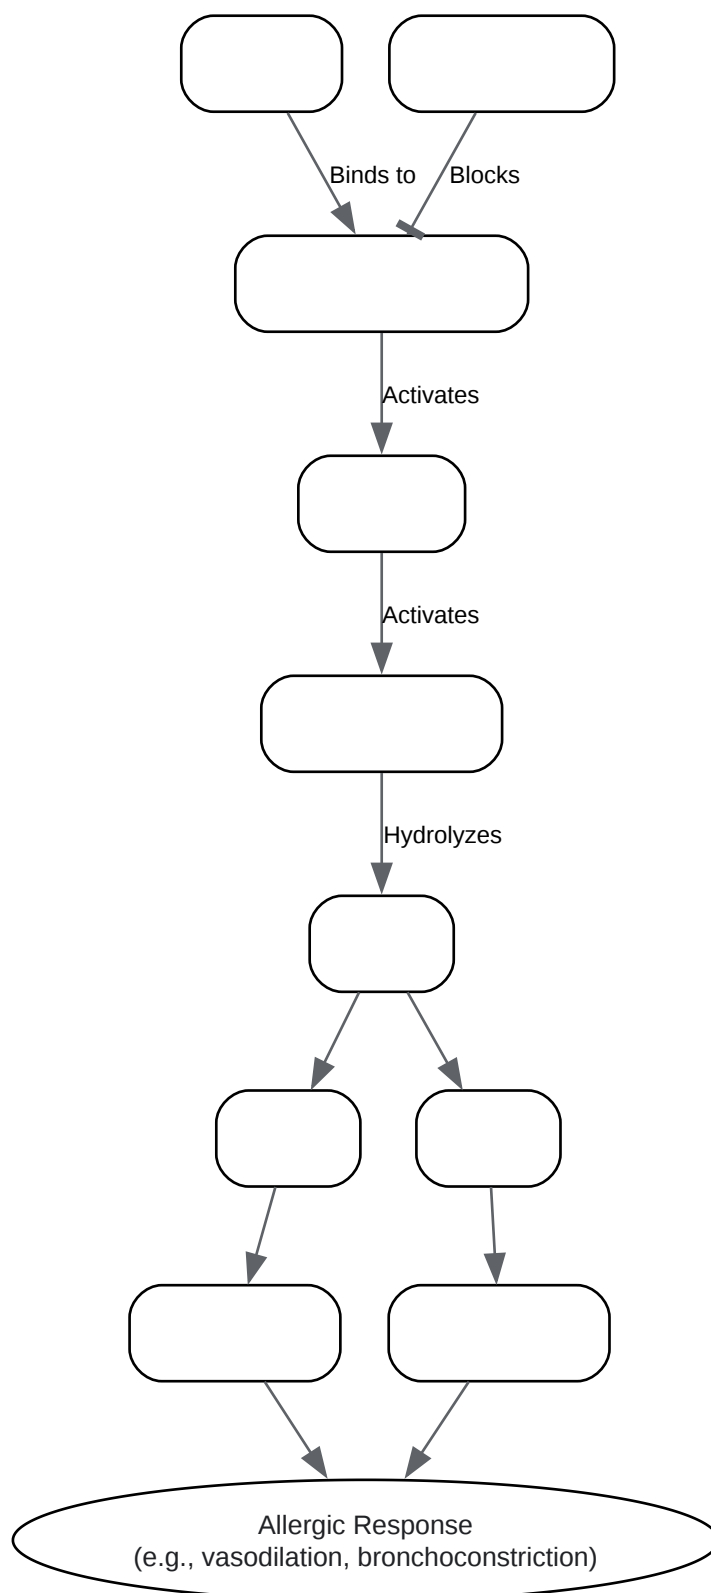 Binds to
Blocks
Activates
Activates
Hydrolyzes
Allergic Response
(e.g., vasodilation, bronchoconstriction)